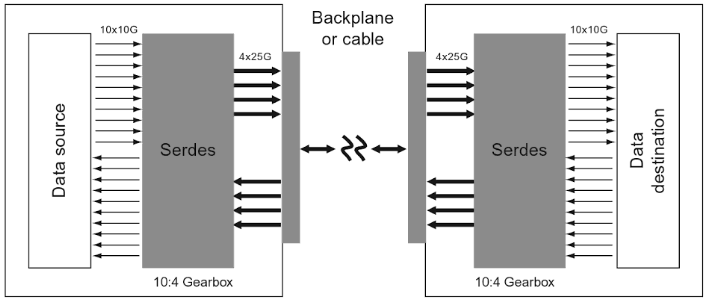 10x10G
4x25G
Backplane
or cable
4x25G
10x10G
Data source
Serdes
Serdes
Data
destination
10:4 Gearbox
10:4 Gearbox